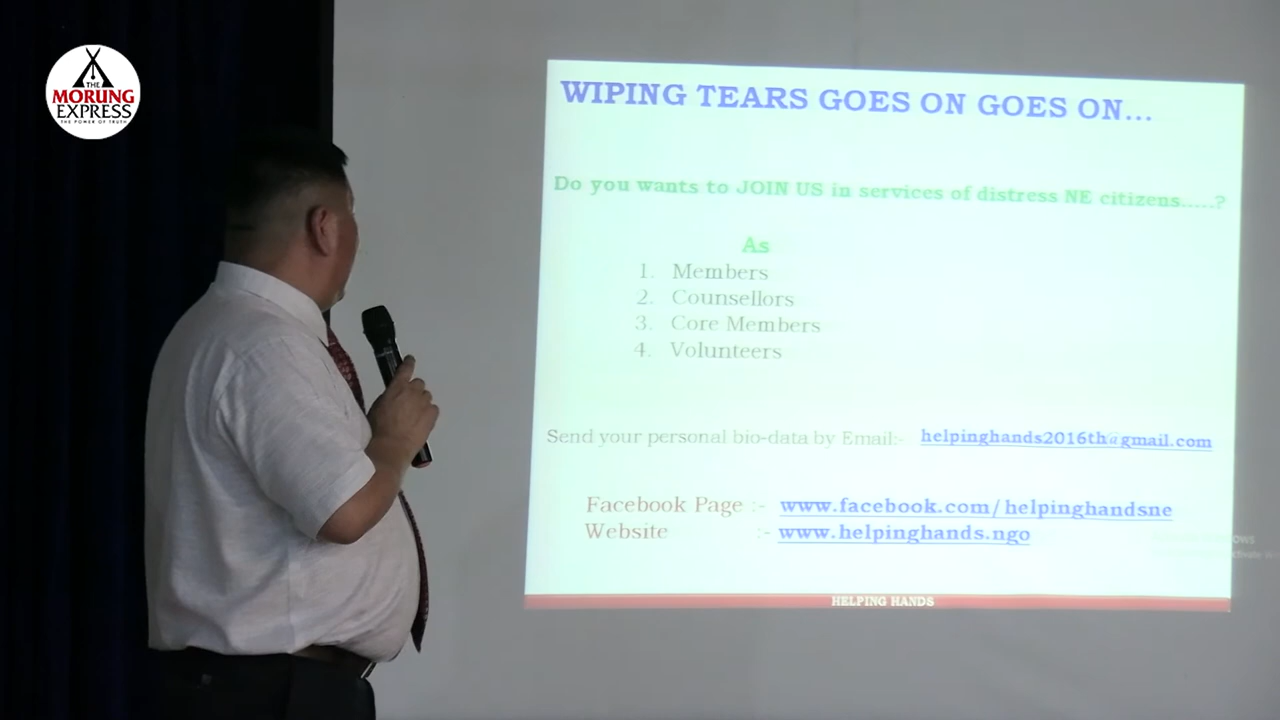 THE
MORUNG
EXPRESS
THE POWER OF TRUTH
WIPING TEARS GOES ON GOES ON...
Do you wants to JOIN US in services of distress NE citizens.....?
As
1. Members
2. Counsellors
3. Core Members
4. Volunteers
Send your personal bio-data by Email:- helpinghands2016th@gmail.com
Facebook Page :- www.facebook.com/helpinghandsne
Website :- www.helpinghands.ngo
HELPING HANDS